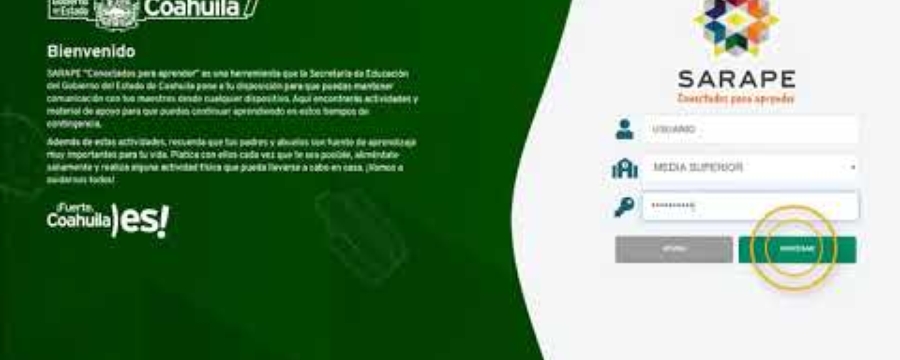 Gobierno
del Estado
Coahuila
Bienvenido
SARAPE "Conectados para aprender" es una herramienta que la Secretaría de Educación
del Gobierno del Estado de Coahuila pone a tu disposición para que puedas mantener
comunicación con tus maestros desde cualquier dispositivo. Aquí encontrarás actividades y
material de apoyo para que puedas continuar aprendiendo en estos tiempos de
contingencia.
Además de estas actividades, recuerda que tus padres y abuelos son fuente de aprendizaje
muy importantes para tu vida. Platica con ellos cada vez que te sea posible, aliméntate
sanamente y realiza alguna actividad física que pueda llevarse a cabo en casa. ¡Vamos a
cuidarnos todos!
¡Fuerte,
Coahuila es!
SARAPE
Conectados para aprender
USUARIO
MEDIA SUPERIOR
INGRESAR